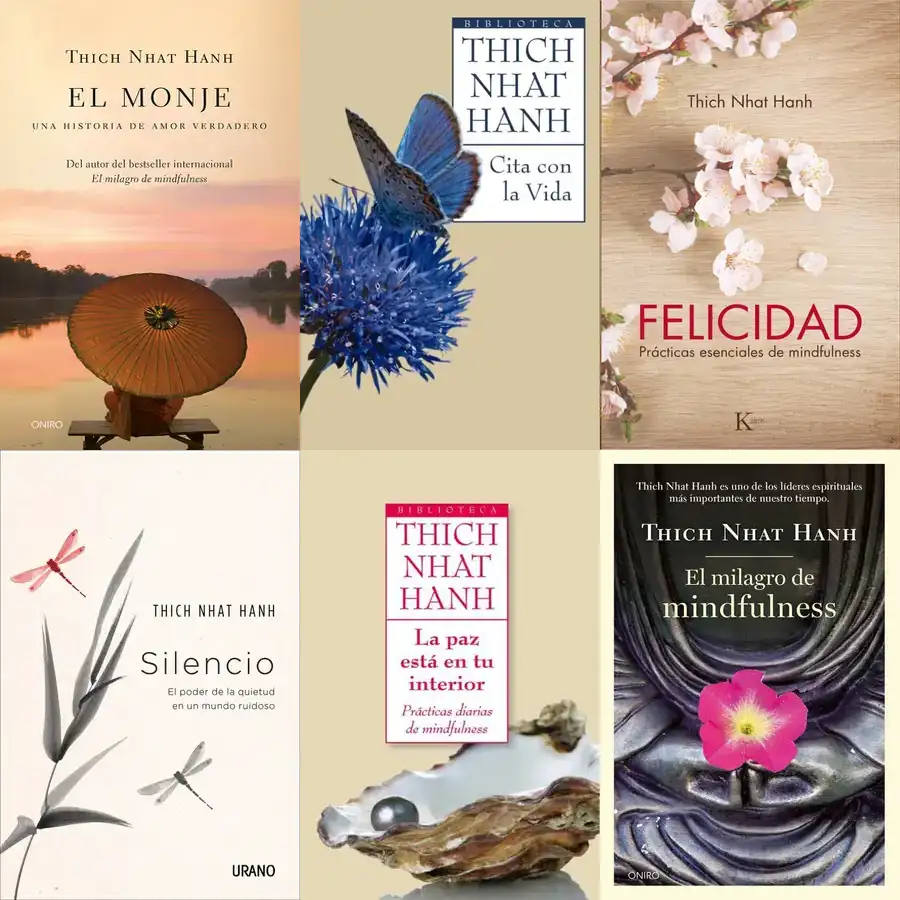 THICH NHAT HANH
EL MONJE
UNA HISTORIA DE AMOR VERDADERO
Del autor del bestseller internacional
El milagro de mindfulness
ONIRO
BIBLIOTECA
THICH
NHAT
HANH
Cita con
la Vida
Thich Nhat Hanh
FELICIDAD
Prácticas esenciales de mindfulness
K
THICH NHAT HANH
Silencio
El poder de la quietud
en un mundo ruidoso
URANO
BIBLIOTECA
THICH
NHAT
HANH
La paz
está en tu
interior
Prácticas diarias
de mindfulness
Thich Nhat Hanh es uno de los líderes espirituales
más importantes de nuestro tiempo.
THICH NHAT HANH
El milagro de
mindfulness
ONIRO